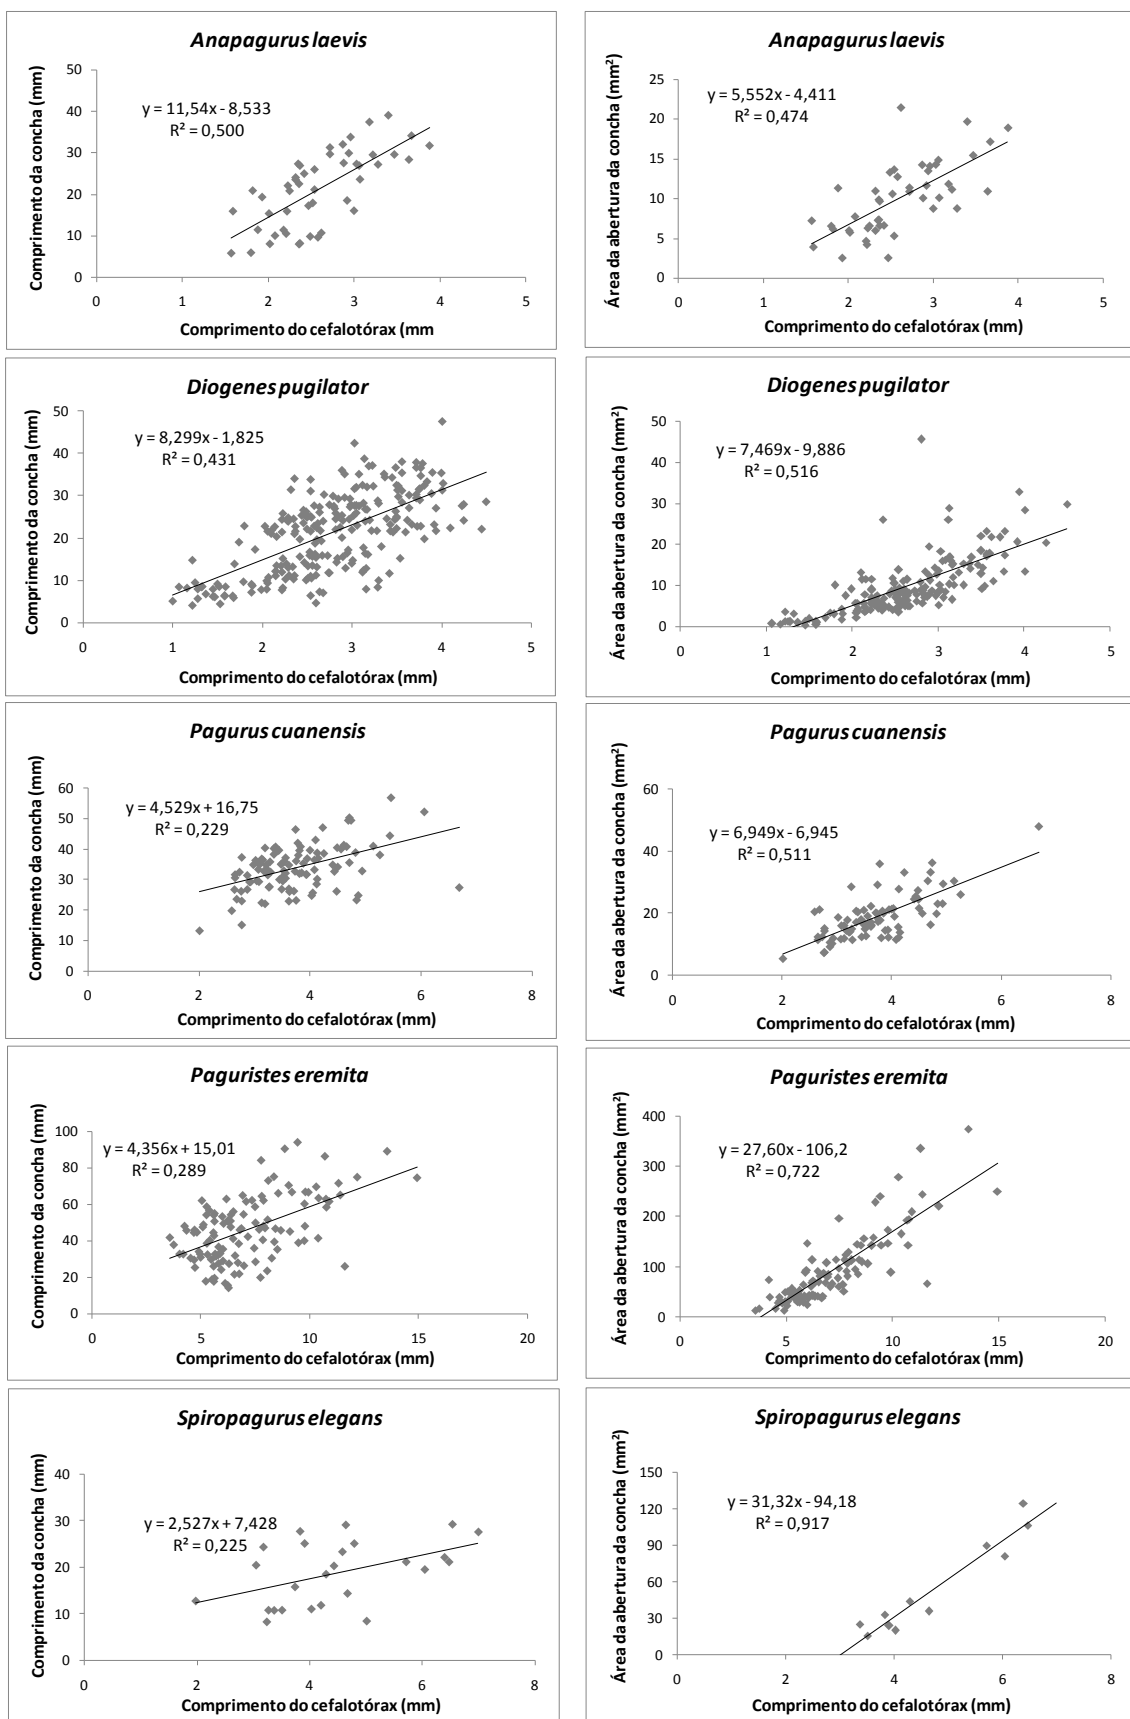 Anapagurus laevis
Comprimento da concha (mm)
50
40
30
20
10
0
y = 11,54x - 8,533
R² = 0,500
0 1 2 3 4 5
Comprimento do cefalotórax (mm
Anapagurus laevis
Área da abertura da concha (mm²)
25
20
15
10
5
0
y = 5,552x - 4,411
R² = 0,474
0 1 2 3 4 5
Comprimento do cefalotórax (mm)
Diogenes pugilator
Comprimento da concha (mm)
50
40
30
20
10
0
y = 8,299x - 1,825
R² = 0,431
0 1 2 3 4 5
Comprimento do cefalotórax (mm)
Diogenes pugilator
Área da abertura da concha (mm²)
50
40
30
20
10
0
y = 7,469x - 9,886
R² = 0,516
0 1 2 3 4 5
Comprimento do cefalotórax (mm)
Pagurus cuanensis
Comprimento da concha (mm)
60
50
40
30
20
10
0
y = 4,529x + 16,75
R² = 0,229
0 2 4 6 8
Comprimento do cefalotórax (mm)
Pagurus cuanensis
Área da abertura da concha (mm²)
60
40
20
0
y = 6,949x - 6,945
R² = 0,511
0 2 4 6 8
Comprimento do cefalotórax (mm)
Paguristes eremita
Comprimento da concha (mm)
100
80
60
40
20
0
y = 4,356x + 15,01
R² = 0,289
0 5 10 15 20
Comprimento do cefalotórax (mm)
Paguristes eremita
Área da abertura da concha (mm²)
400
300
200
100
0
y = 27,60x - 106,2
R² = 0,722
0 5 10 15 20
Comprimento do cefalotórax (mm)
Spiropagurus elegans
Comprimento da concha (mm)
40
30
20
10
0
y = 2,527x + 7,428
R² = 0,225
0 2 4 6 8
Comprimento do cefalotórax (mm)
Spiropagurus elegans
Área da abertura da concha (mm²)
150
120
90
60
30
0
y = 31,32x - 94,18
R² = 0,917
0 2 4 6 8
Comprimento do cefalotórax (mm)